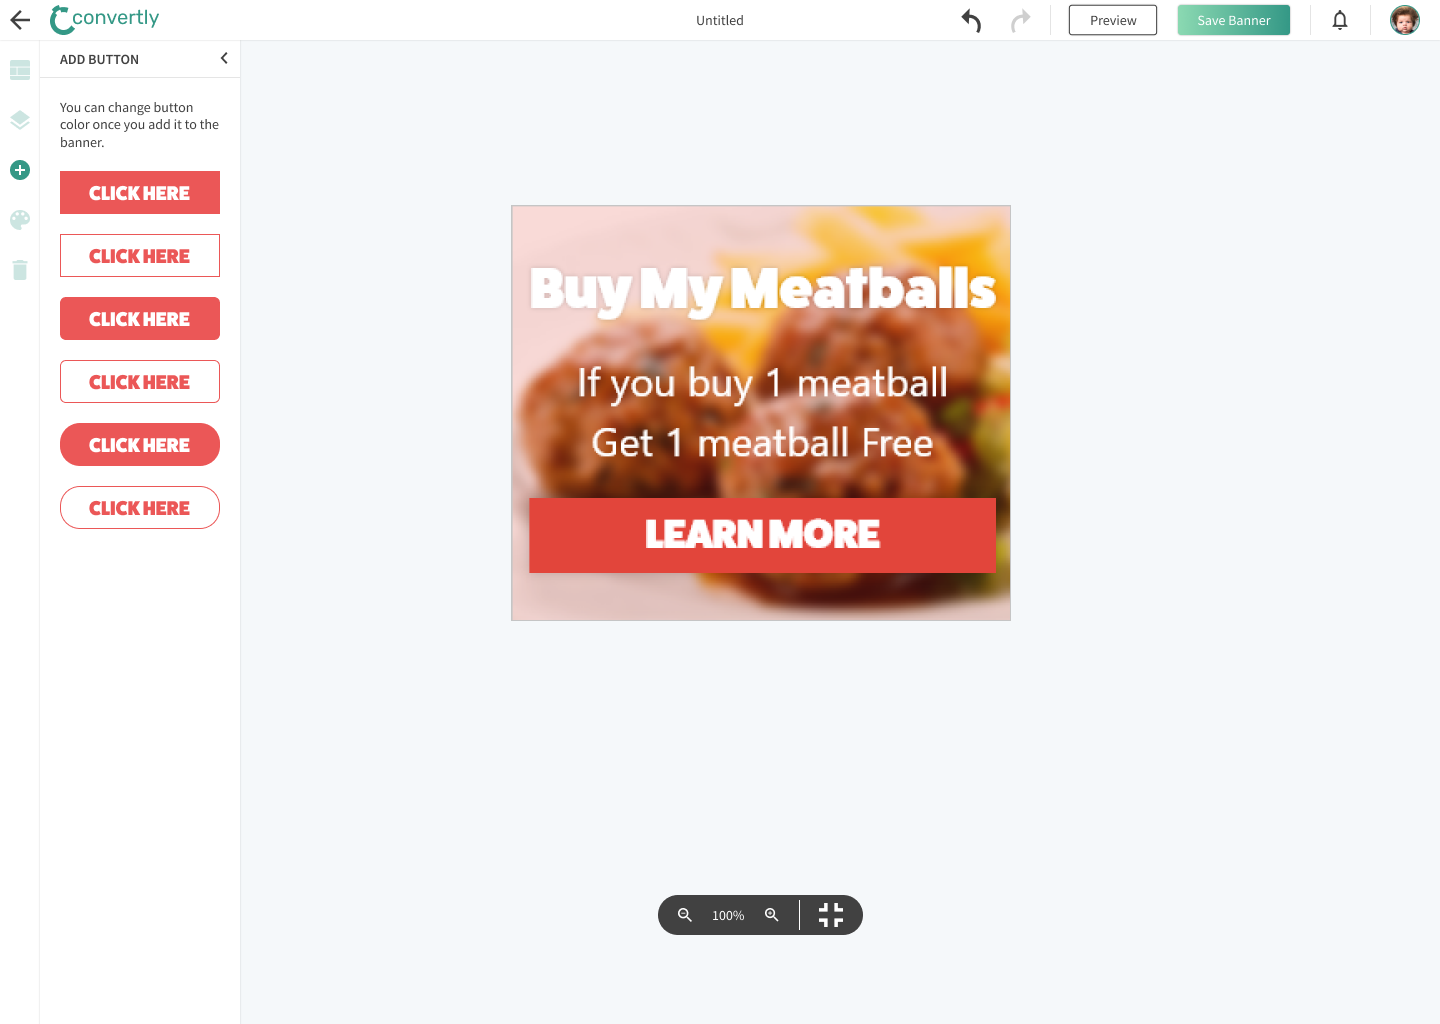 convertly
Untitled
Preview
Save Banner
ADD BUTTON
You can change button
color once you add it to the
banner.
CLICK HERE
CLICK HERE
CLICK HERE
CLICK HERE
CLICK HERE
CLICK HERE
Buy My Meatballs
If you buy 1 meatball
Get 1 meatball Free
LEARN MORE
100%